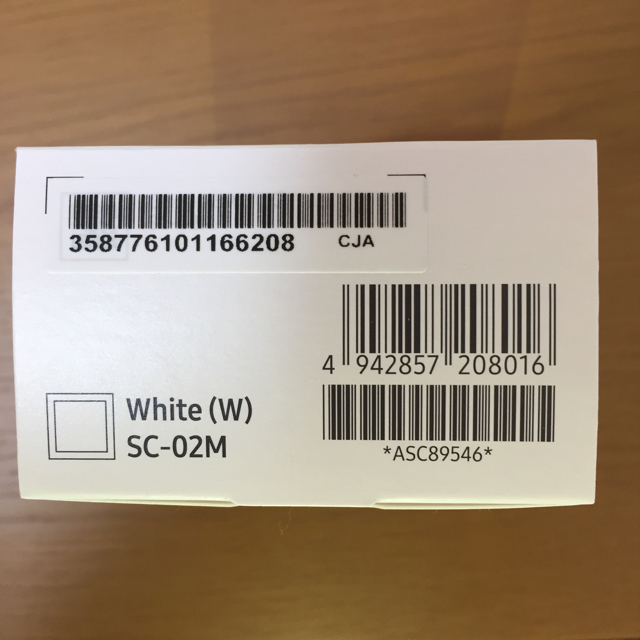 358776101166208 CJA
4 942857 208016
White (W)
SC-02M
*ASC89546*